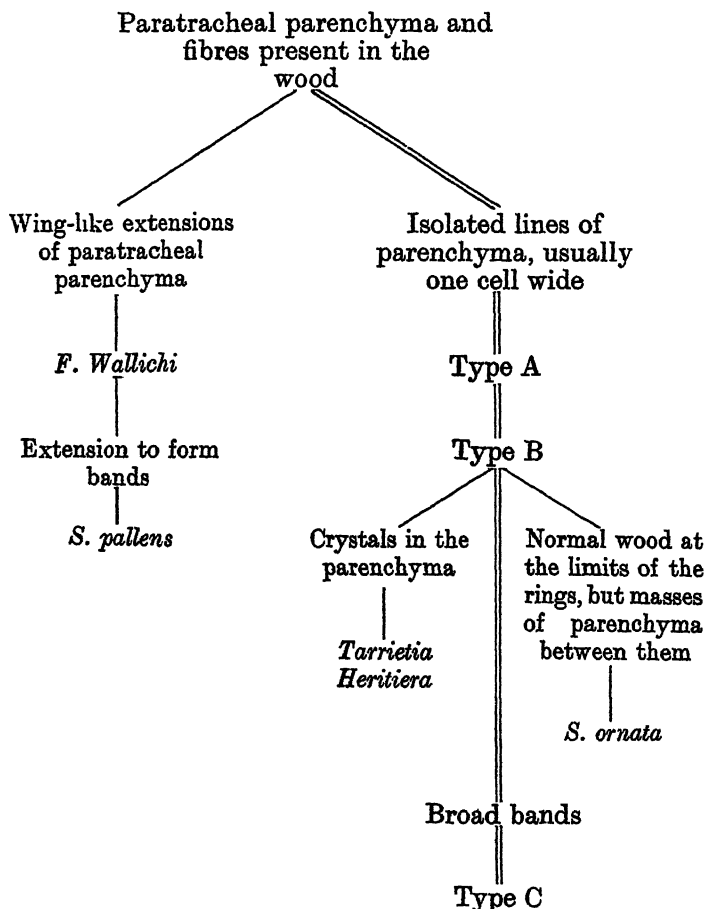 Paratracheal parenchyma and
fibres present in the
wood
Wing-like extensions
of paratracheal
parenchyma
Isolated lines of
parenchyma, usually
one cell wide
F. Wallichi
Type A
Extension to form
bands
Type B
S. pallens
Crystals in the
parenchyma
Normal wood at
the limits of the
rings, but masses
of parenchyma
between them
Tarrietia
Heritiera
S. ornata
Broad bands
Type C